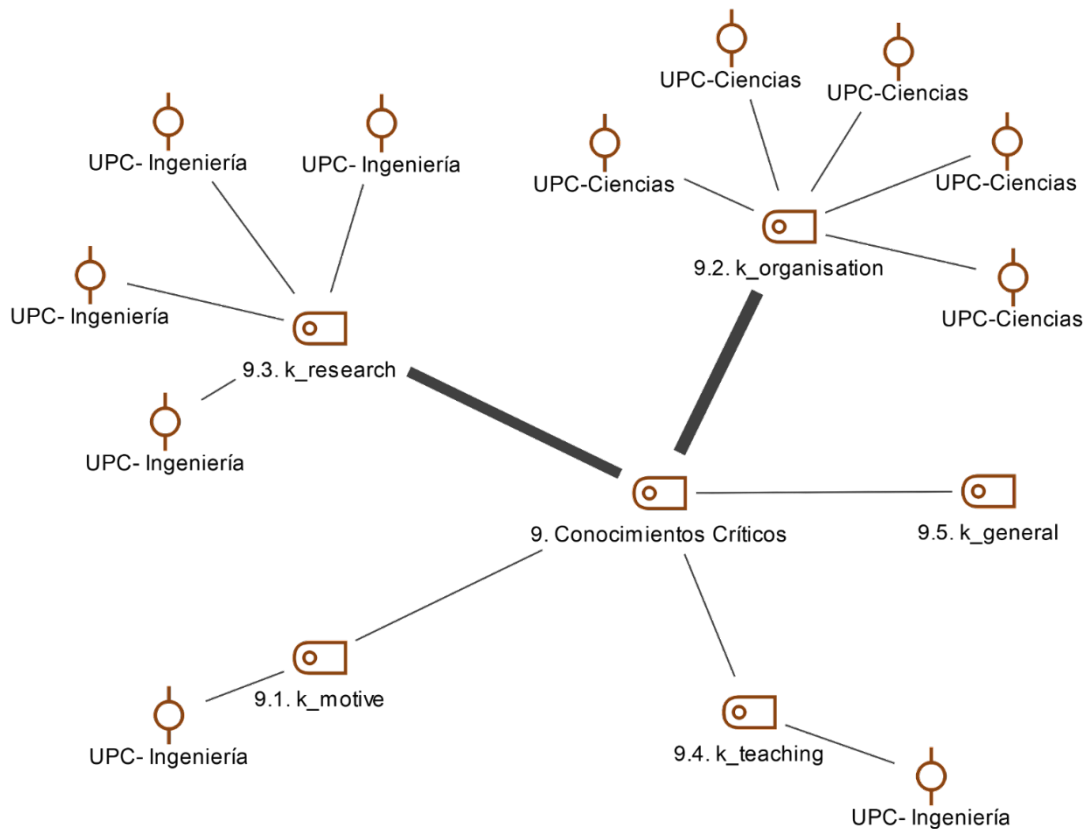 UPC-Ciencias
UPC-Ciencias
UPC- Ingeniería
UPC- Ingeniería
UPC-Ciencias
UPC-Ciencias
9.2. k_organisation
UPC- Ingeniería
UPC-Ciencias
9.3. k_research
UPC- Ingeniería
9. Conocimientos Críticos
9.5. k_general
9.1. k_motive
UPC- Ingeniería
9.4. k_teaching
UPC- Ingeniería